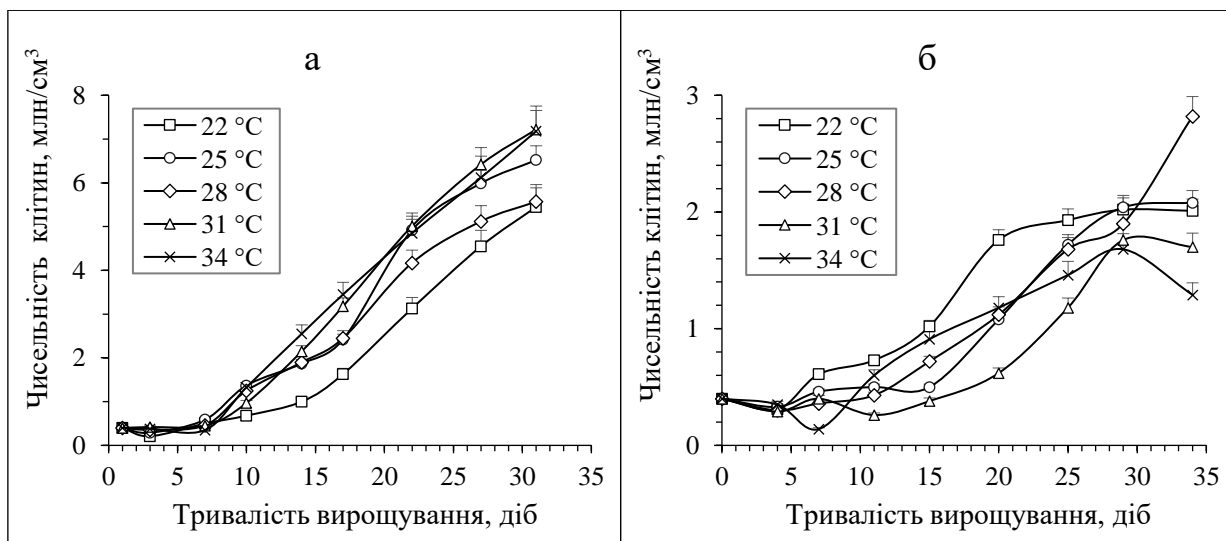 а
Чисельність клітин, млн/см³
8
6
4
2
0
22 °C
25 °C
28 °C
31 °C
34 °C
0 5 10 15 20 25 30 35
Тривалість вирощування, діб
б
Чисельність клітин, млн/см³
3
2
1
0
22 °C
25 °C
28 °C
31 °C
34 °C
0 5 10 15 20 25 30 35
Тривалість вирощування, діб